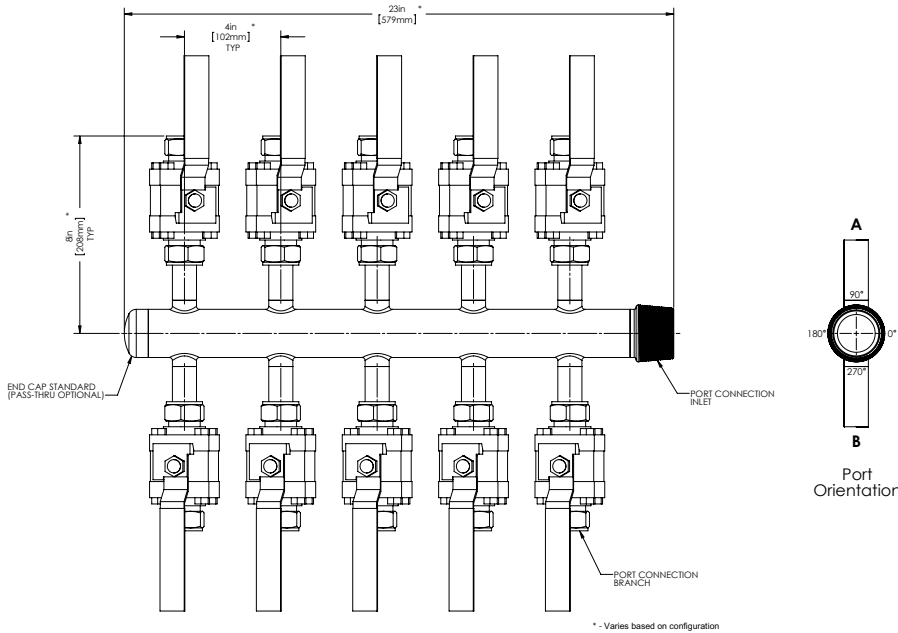 23in *
[579mm]
4in *
[102mm]
TYP
8in *
[208mm]
TYP
A
90°
180°
0°
270°
B
END CAP STANDARD
(PASS-THRU OPTIONAL)
PORT CONNECTION
INLET
Port
Orientation
PORT CONNECTION
BRANCH
* - Varies based on configuration